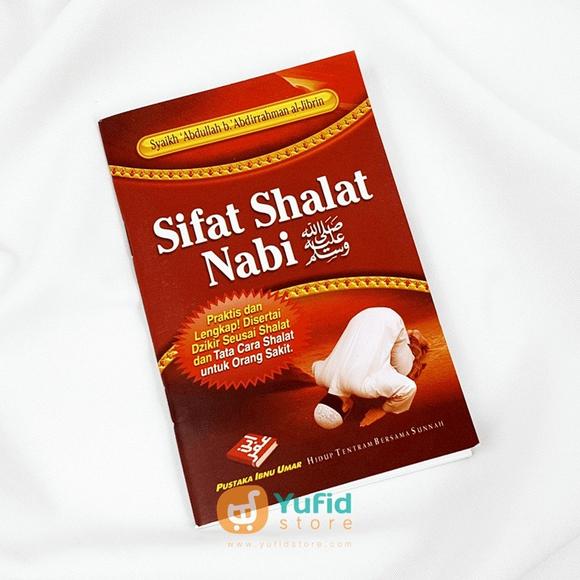 Syaikh 'Abdullah b. 'Abdirrahman al-Jibrin
Sifat Shalat
Nabi ﷺ
Praktis dan
Lengkap! Disertai
Dzikir Seusai Shalat
dan Tata Cara Shalat
untuk Orang Sakit.
ابن عمر
PUSTAKA IBNU UMAR HIDUP TENTRAM BERSAMA SUNNAH
Yufid
store
www.yufidstore.com